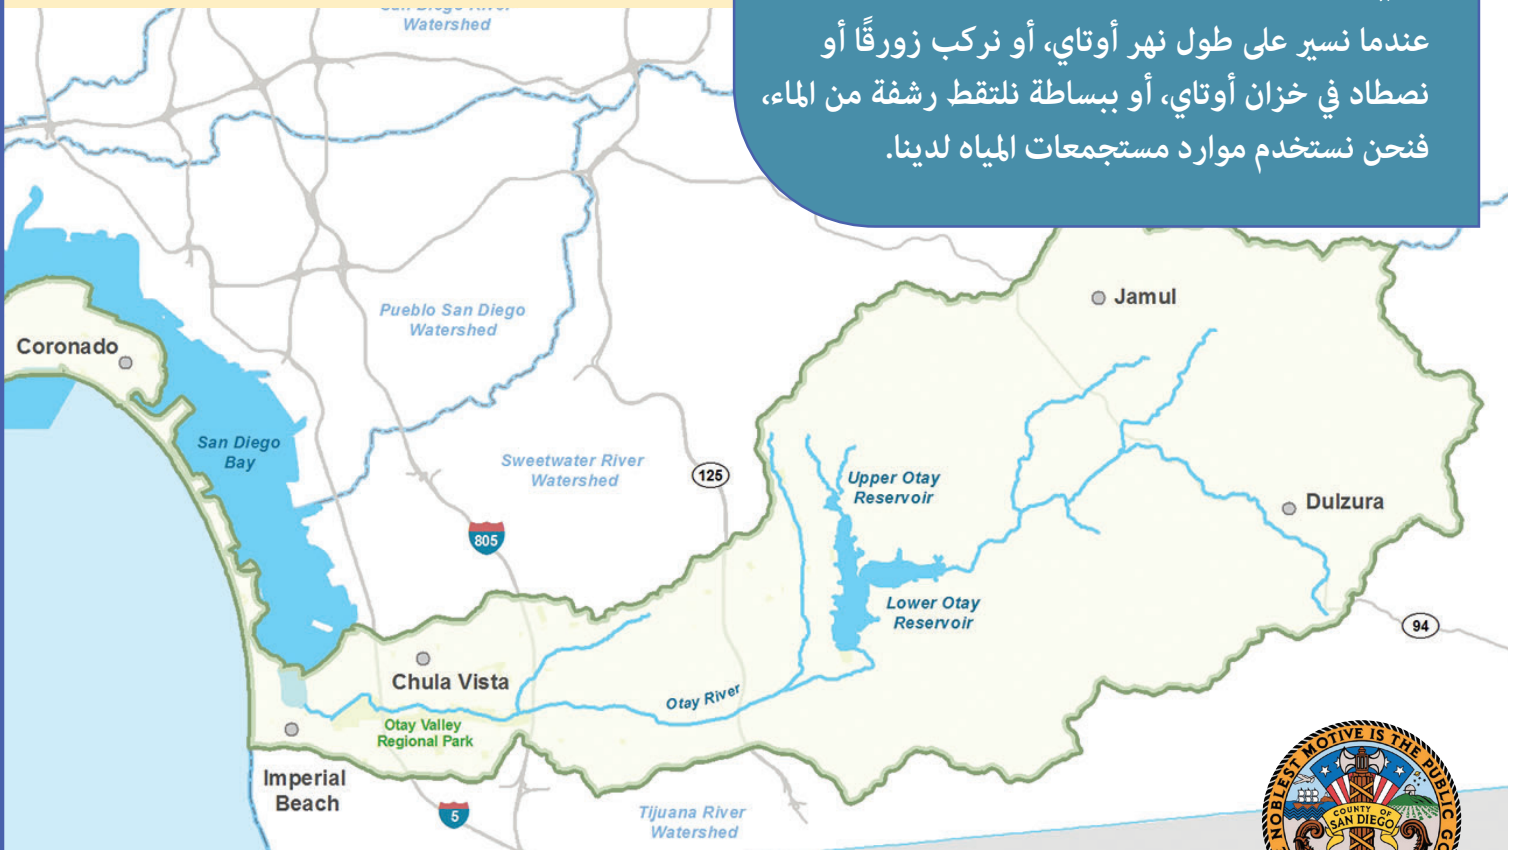 San Diego River
Watershed
عندما نسير على طول نهر أوتاي، أو نركب زورقًا أو
نصطاد في خزان أوتاي، أو ببساطة نلتقط رشفة من الماء،
فنحن نستخدم موارد مستجمعات المياه لدينا.
Jamul
Pueblo San Diego
Watershed
Coronado
San Diego
Bay
Sweetwater River
Watershed
125
Upper Otay
Reservoir
Dulzura
805
Lower Otay
Reservoir
94
Chula Vista
Otay River
Otay Valley
Regional Park
Imperial
Beach
5
Tijuana River
Watershed
NOBLEST MOTIVE IS THE PUBLIC
COUNTY OF
SAN DIEGO